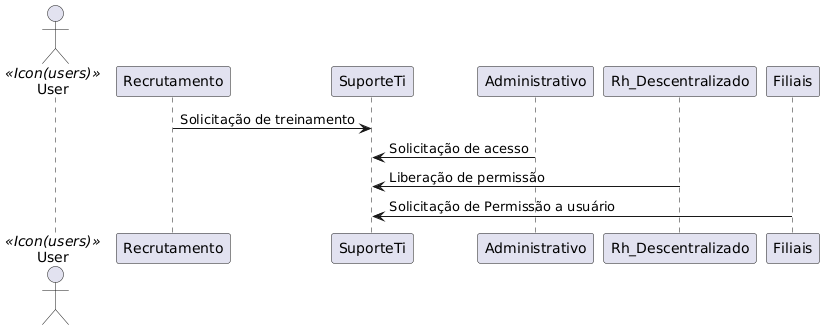 «Icon(users)»
User
Recrutamento
SuporteTi
Administrativo
Rh_Descentralizado
Filiais
Solicitação de treinamento
Solicitação de acesso
Liberação de permissão
Solicitação de Permissão a usuário
«Icon(users)»
User
Recrutamento
SuporteTi
Administrativo
Rh_Descentralizado
Filiais